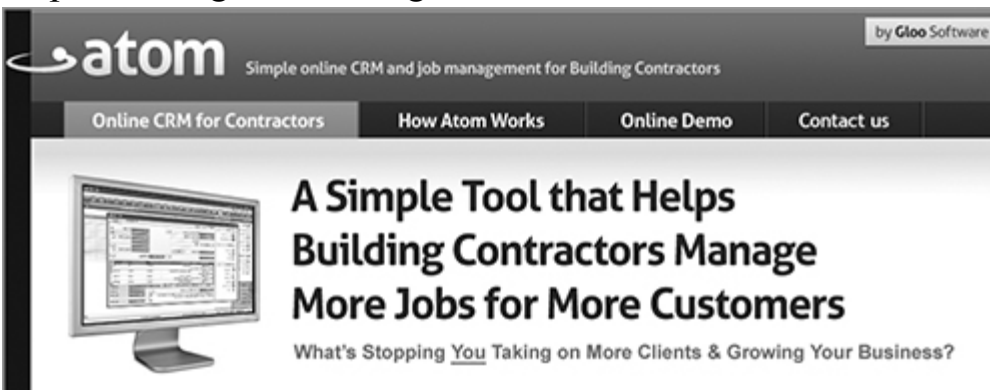 by Gloo Software
atom
Simple online CRM and job management for Building Contractors
Online CRM for Contractors
How Atom Works
Online Demo
Contact us
A Simple Tool that Helps
Building Contractors Manage
More Jobs for More Customers
What's Stopping You Taking on More Clients & Growing Your Business?